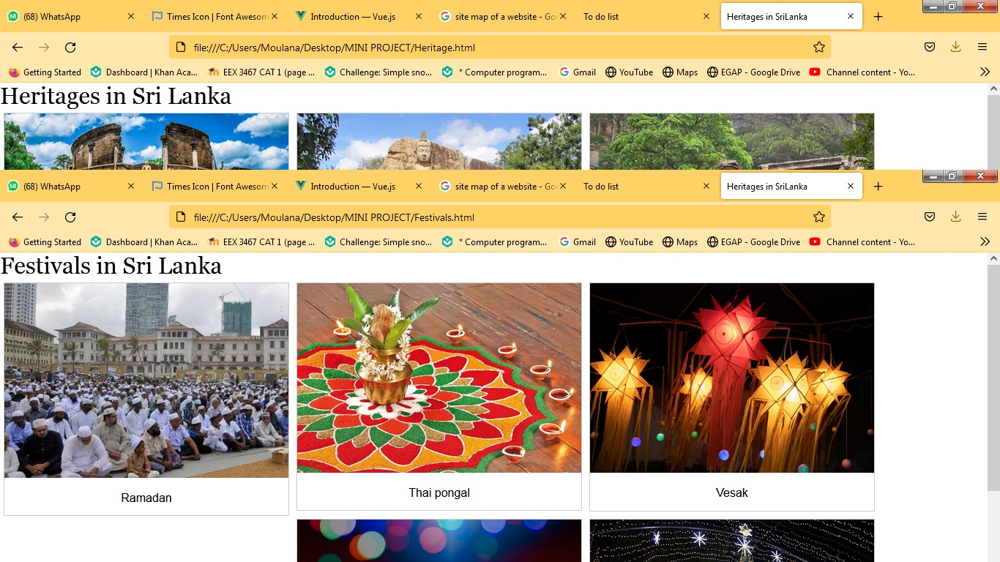 (68) WhatsApp Times Icon | Font Awesom Introduction — Vue.js site map of a website - Goo To do list Heritages in SriLanka
file:///C:/Users/Moulana/Desktop/MINI PROJECT/Heritage.html
Getting Started Dashboard | Khan Aca... EEX 3467 CAT 1 (page ... Challenge: Simple sno... * Computer program... Gmail YouTube Maps EGAP - Google Drive Channel content - Yo...
Heritages in Sri Lanka
(68) WhatsApp Times Icon | Font Awesom Introduction — Vue.js site map of a website - Goo To do list Heritages in SriLanka
file:///C:/Users/Moulana/Desktop/MINI PROJECT/Festivals.html
Getting Started Dashboard | Khan Aca... EEX 3467 CAT 1 (page ... Challenge: Simple sno... * Computer program... Gmail YouTube Maps EGAP - Google Drive Channel content - Yo...
Festivals in Sri Lanka
Ramadan Thai pongal Vesak